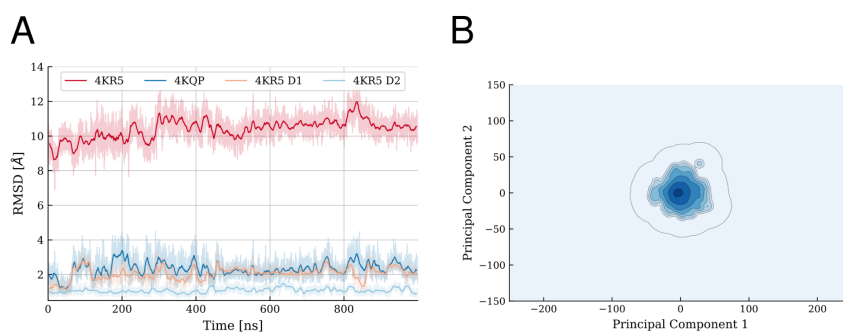 A
B
4KR5 4KQP 4KR5 D1 4KR5 D2
14
12
10
8
6
4
2
RMSD [Å]
0 200 400 600 800
Time [ns]
150
100
50
0
−50
−100
−150
Principal Component 2
−200 −100 0 100 200
Principal Component 1